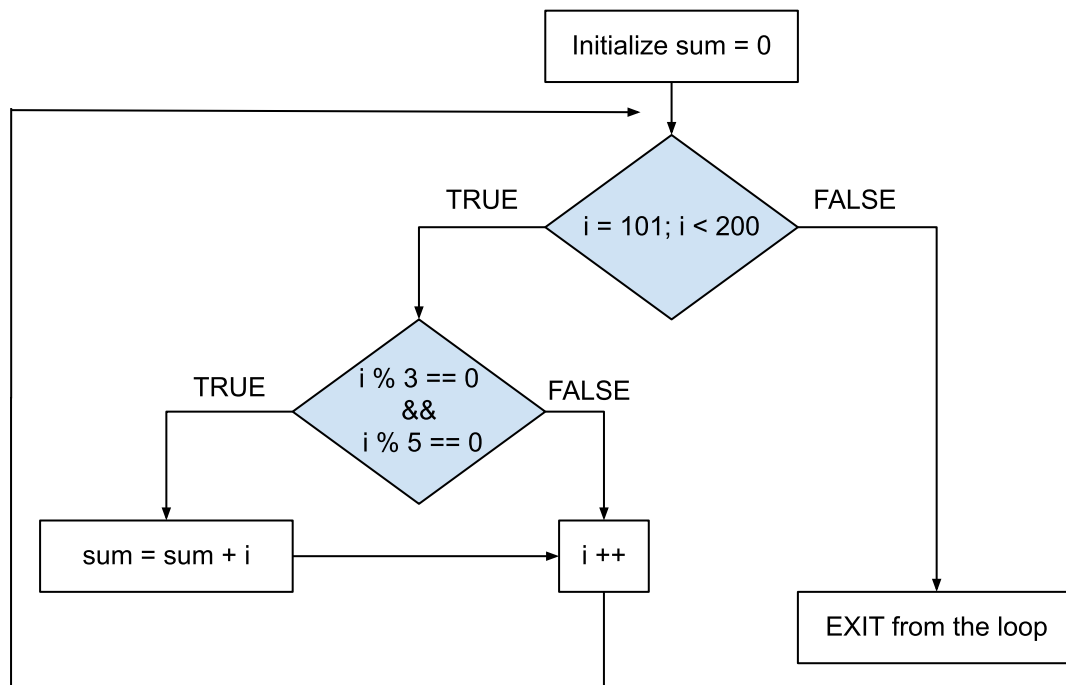 Initialize sum = 0
TRUE
FALSE
i = 101; i < 200
TRUE
FALSE
i % 3 == 0
&&
i % 5 == 0
sum = sum + i
i ++
EXIT from the loop